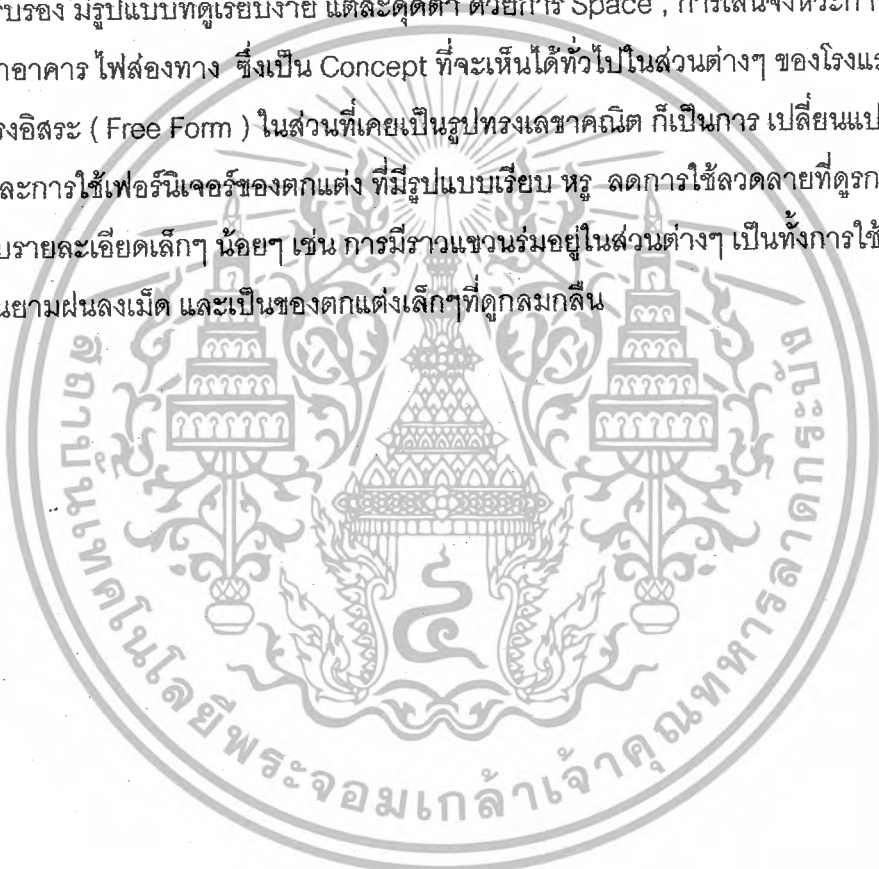 มีรูปแบบที่ดูเรียบง่าย แต่สะดุดตา ด้วยการ Space , การเล่นจังหวะ
อาคาร ไฟส่องทาง ซึ่งเป็น Concept ที่จะเห็นได้ทั่วไปในส่วนต่างๆ ของ
งอิสระ ( Free Form ) ในส่วนที่เคยเป็นรูปทรงเลขาคณิต ก็เป็นการ เปลี่ยนแป
ละการใช้เฟอร์นิเจอร์ของตกแต่ง ที่มีรูปแบบเรียบ หรู ลดการใช้ลวดลายที่ดูรก
บรายละเอียดเล็กๆ น้อยๆ เช่น การมีราวแขวนร่มอยู่ในส่วนต่างๆ เป็นทั้งการใช้
นยามฝนลงเม็ด และเป็นของตกแต่งเล็กๆที่ดูกลมกลืน
๔
สถาบันเทคโนโลยีพระจอมเกล้าเจ้าคุณทหารลาดกระบัง